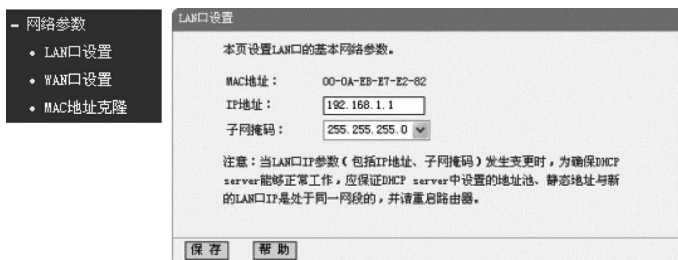 − 网络参数
• LAN口设置
• WAN口设置
• MAC地址克隆
LAN口设置
本页设置LAN口的基本网络参数。
MAC地址： 00-0A-EB-E7-E2-82
IP地址： 192.168.1.1
子网掩码： 255.255.255.0
注意：当LAN口IP参数（包括IP地址、子网掩码）发生变更时，为确保DHCP
server能够正常工作，应保证DHCP server中设置的地址池、静态地址与新
的LAN口IP是处于同一网段的，并请重启路由器。
保 存 帮 助